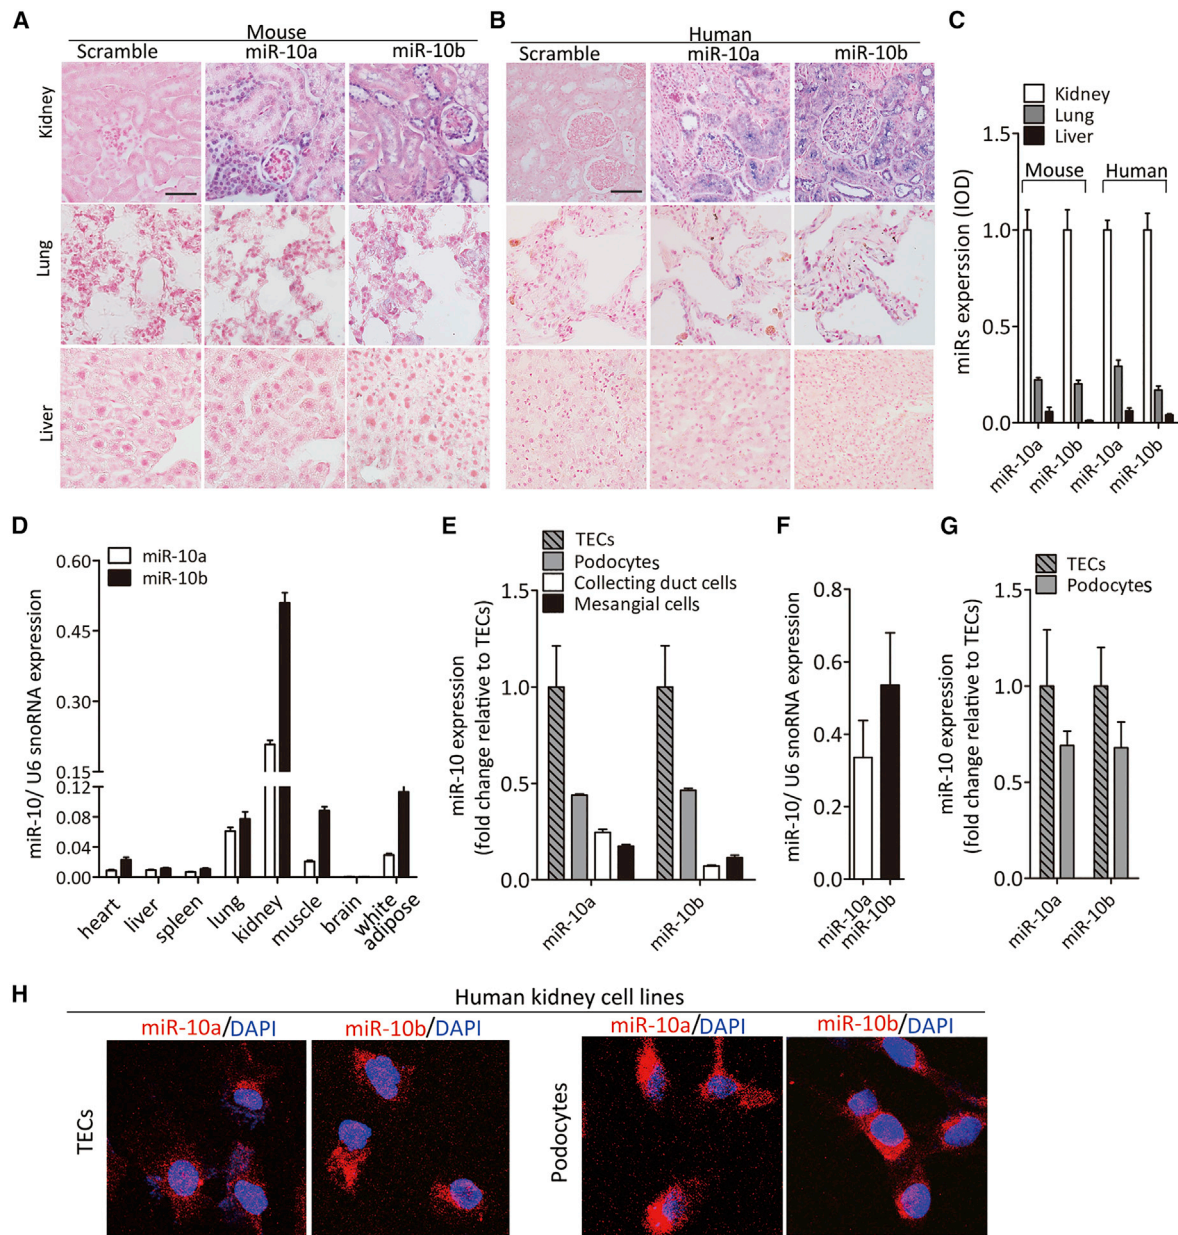 A
Mouse
Scramble
miR-10a
miR-10b
Kidney
Lung
Liver
B
Human
Scramble
miR-10a
miR-10b
C
Kidney
Lung
Liver
1.5
1.0
0.5
0.0
miRs experssion (IOD)
Mouse
Human
miR-10a
miR-10b
miR-10a
miR-10b
D
miR-10a
miR-10b
0.60
0.45
0.30
0.15
0.12
0.08
0.04
0.00
miR-10/ U6 snoRNA expression
heart
liver
spleen
lung
kidney
muscle
brain
white
adipose
E
TECs
Podocytes
Collecting duct cells
Mesangial cells
1.5
1.0
0.5
0.0
miR-10 expression
(fold change relative to TECs)
miR-10a
miR-10b
F
0.8
0.6
0.4
0.2
0.0
miR-10/ U6 snoRNA expression
miR-10a
miR-10b
G
TECs
Podocytes
1.5
1.0
0.5
0.0
miR-10 expression
(fold change relative to TECs)
miR-10a
miR-10b
H
Human kidney cell lines
miR-10a/DAPI
miR-10b/DAPI
miR-10a/DAPI
miR-10b/DAPI
TECs
Podocytes